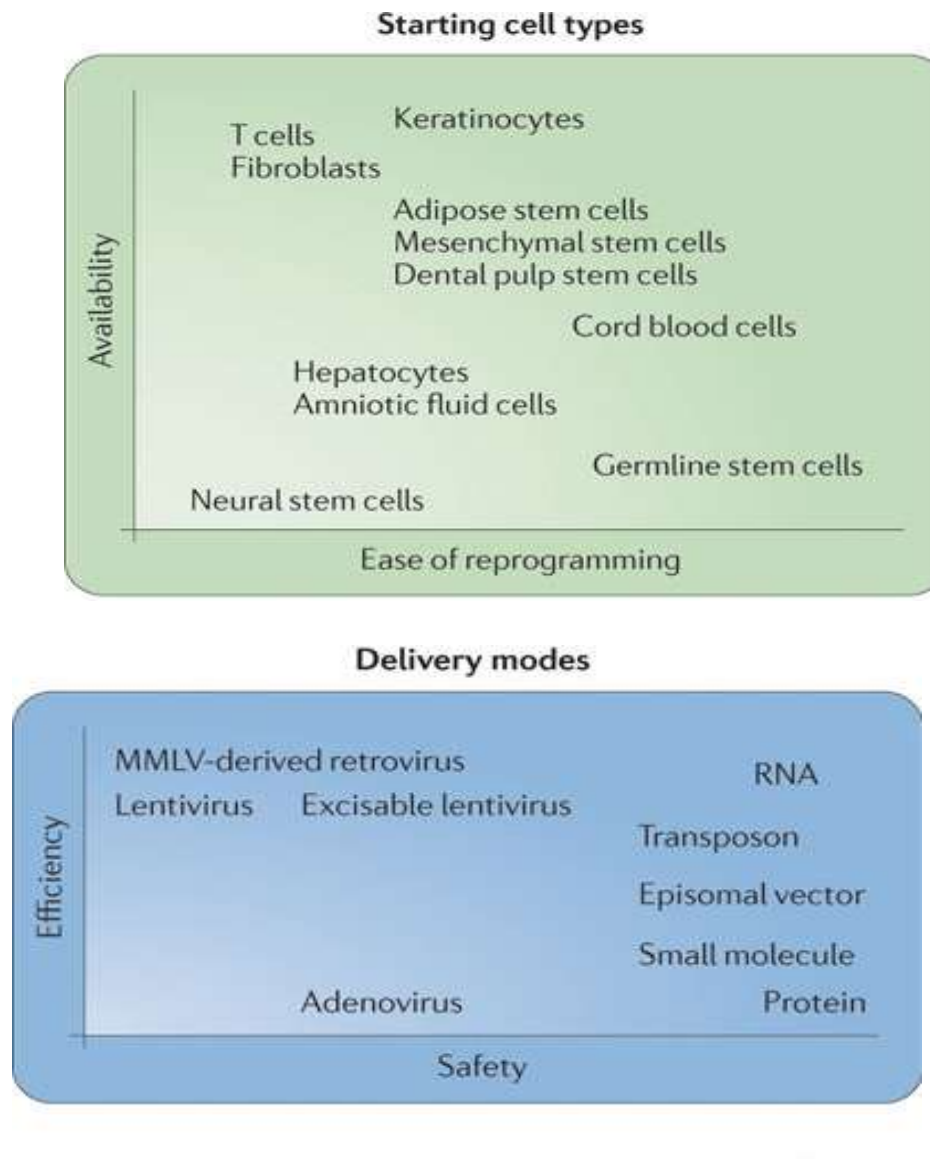 Starting cell types
Availability
Keratinocytes
T cells
Fibroblasts
Adipose stem cells
Mesenchymal stem cells
Dental pulp stem cells
Cord blood cells
Hepatocytes
Amniotic fluid cells
Germline stem cells
Neural stem cells
Ease of reprogramming
Delivery modes
Efficiency
MMLV-derived retrovirus
RNA
Lentivirus
Excisable lentivirus
Transposon
Episomal vector
Small molecule
Adenovirus
Protein
Safety